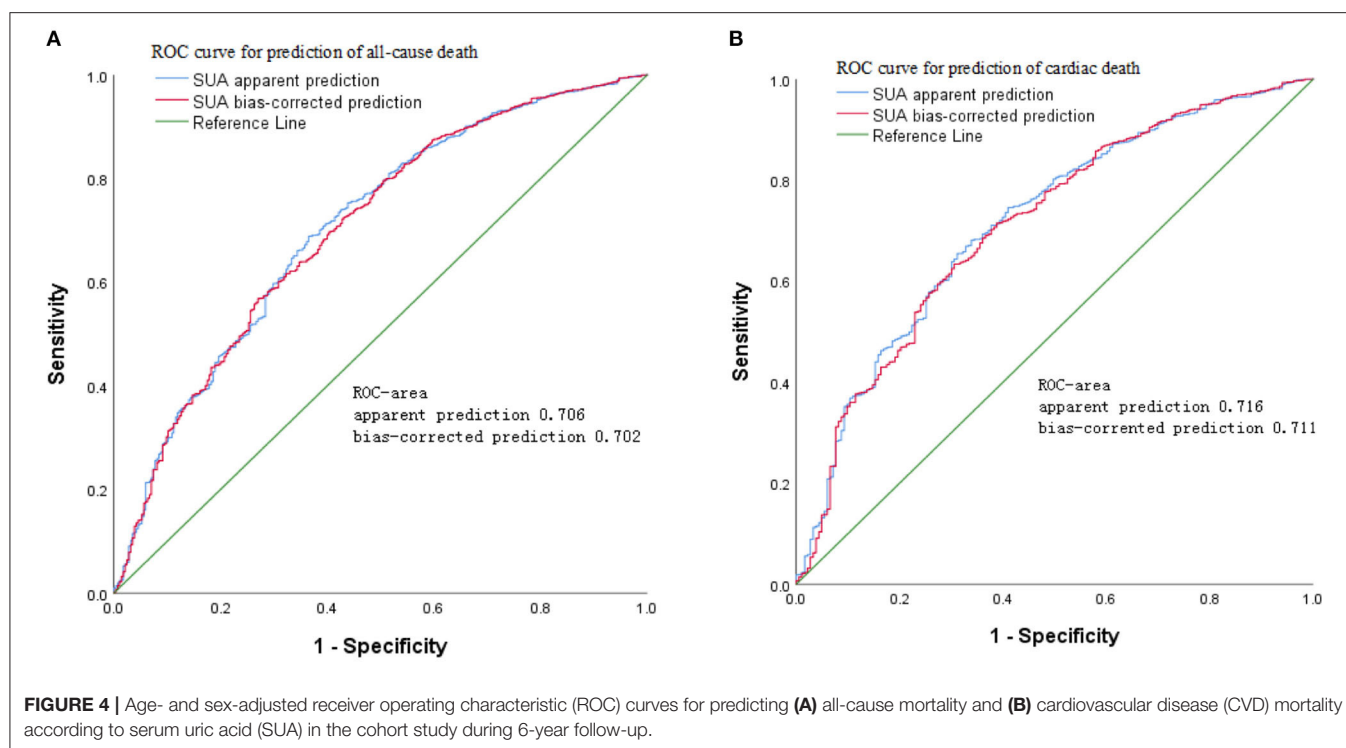 A
ROC curve for prediction of all-cause death
SUA apparent prediction
SUA bias-corrected prediction
Reference Line
1.0
0.8
0.6
0.4
0.2
0.0
Sensitivity
ROC-area
apparent prediction 0.706
bias-corrected prediction 0.702
0.0 0.2 0.4 0.6 0.8 1.0
1 - Specificity
B
ROC curve for prediction of cardiac death
SUA apparent prediction
SUA bias-corrected prediction
Reference Line
1.0
0.8
0.6
0.4
0.2
0.0
Sensitivity
ROC-area
apparent prediction 0.716
bias-corrented prediction 0.711
0.0 0.2 0.4 0.6 0.8 1.0
1 - Specificity
FIGURE 4 | Age- and sex-adjusted receiver operating characteristic (ROC) curves for predicting (A) all-cause mortality and (B) cardiovascular disease (CVD) mortality
according to serum uric acid (SUA) in the cohort study during 6-year follow-up.